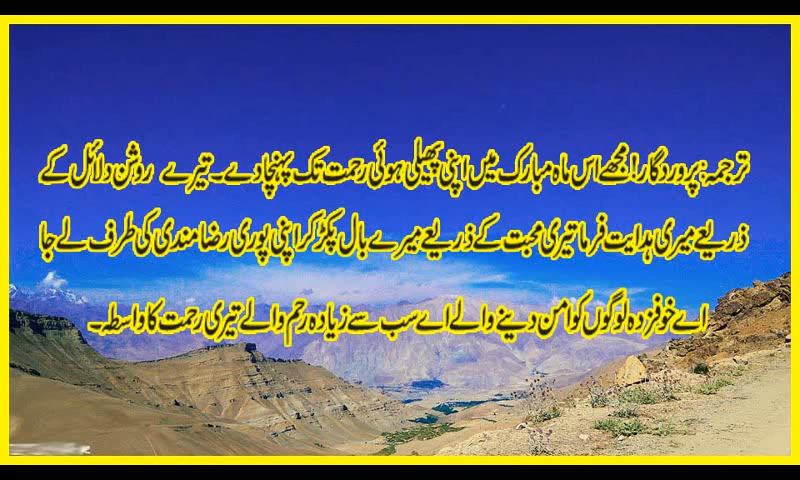 ترجمہ: پروردگار! مجھے اس ماہ مبارک میں اپنی پھیلی ہوئی رحمت تک پہنچا دے۔ تیرے روشن دلائل کے
ذریعے میری ہدایت فرما تیری محبت کے ذریعے میرے بال پکڑ کر اپنی پوری رضامندی کی طرف لے جا
اے خوفزدہ لوگوں کو امن دینے والے اے سب سے زیادہ رحم والے تیری رحمت کا واسطہ۔